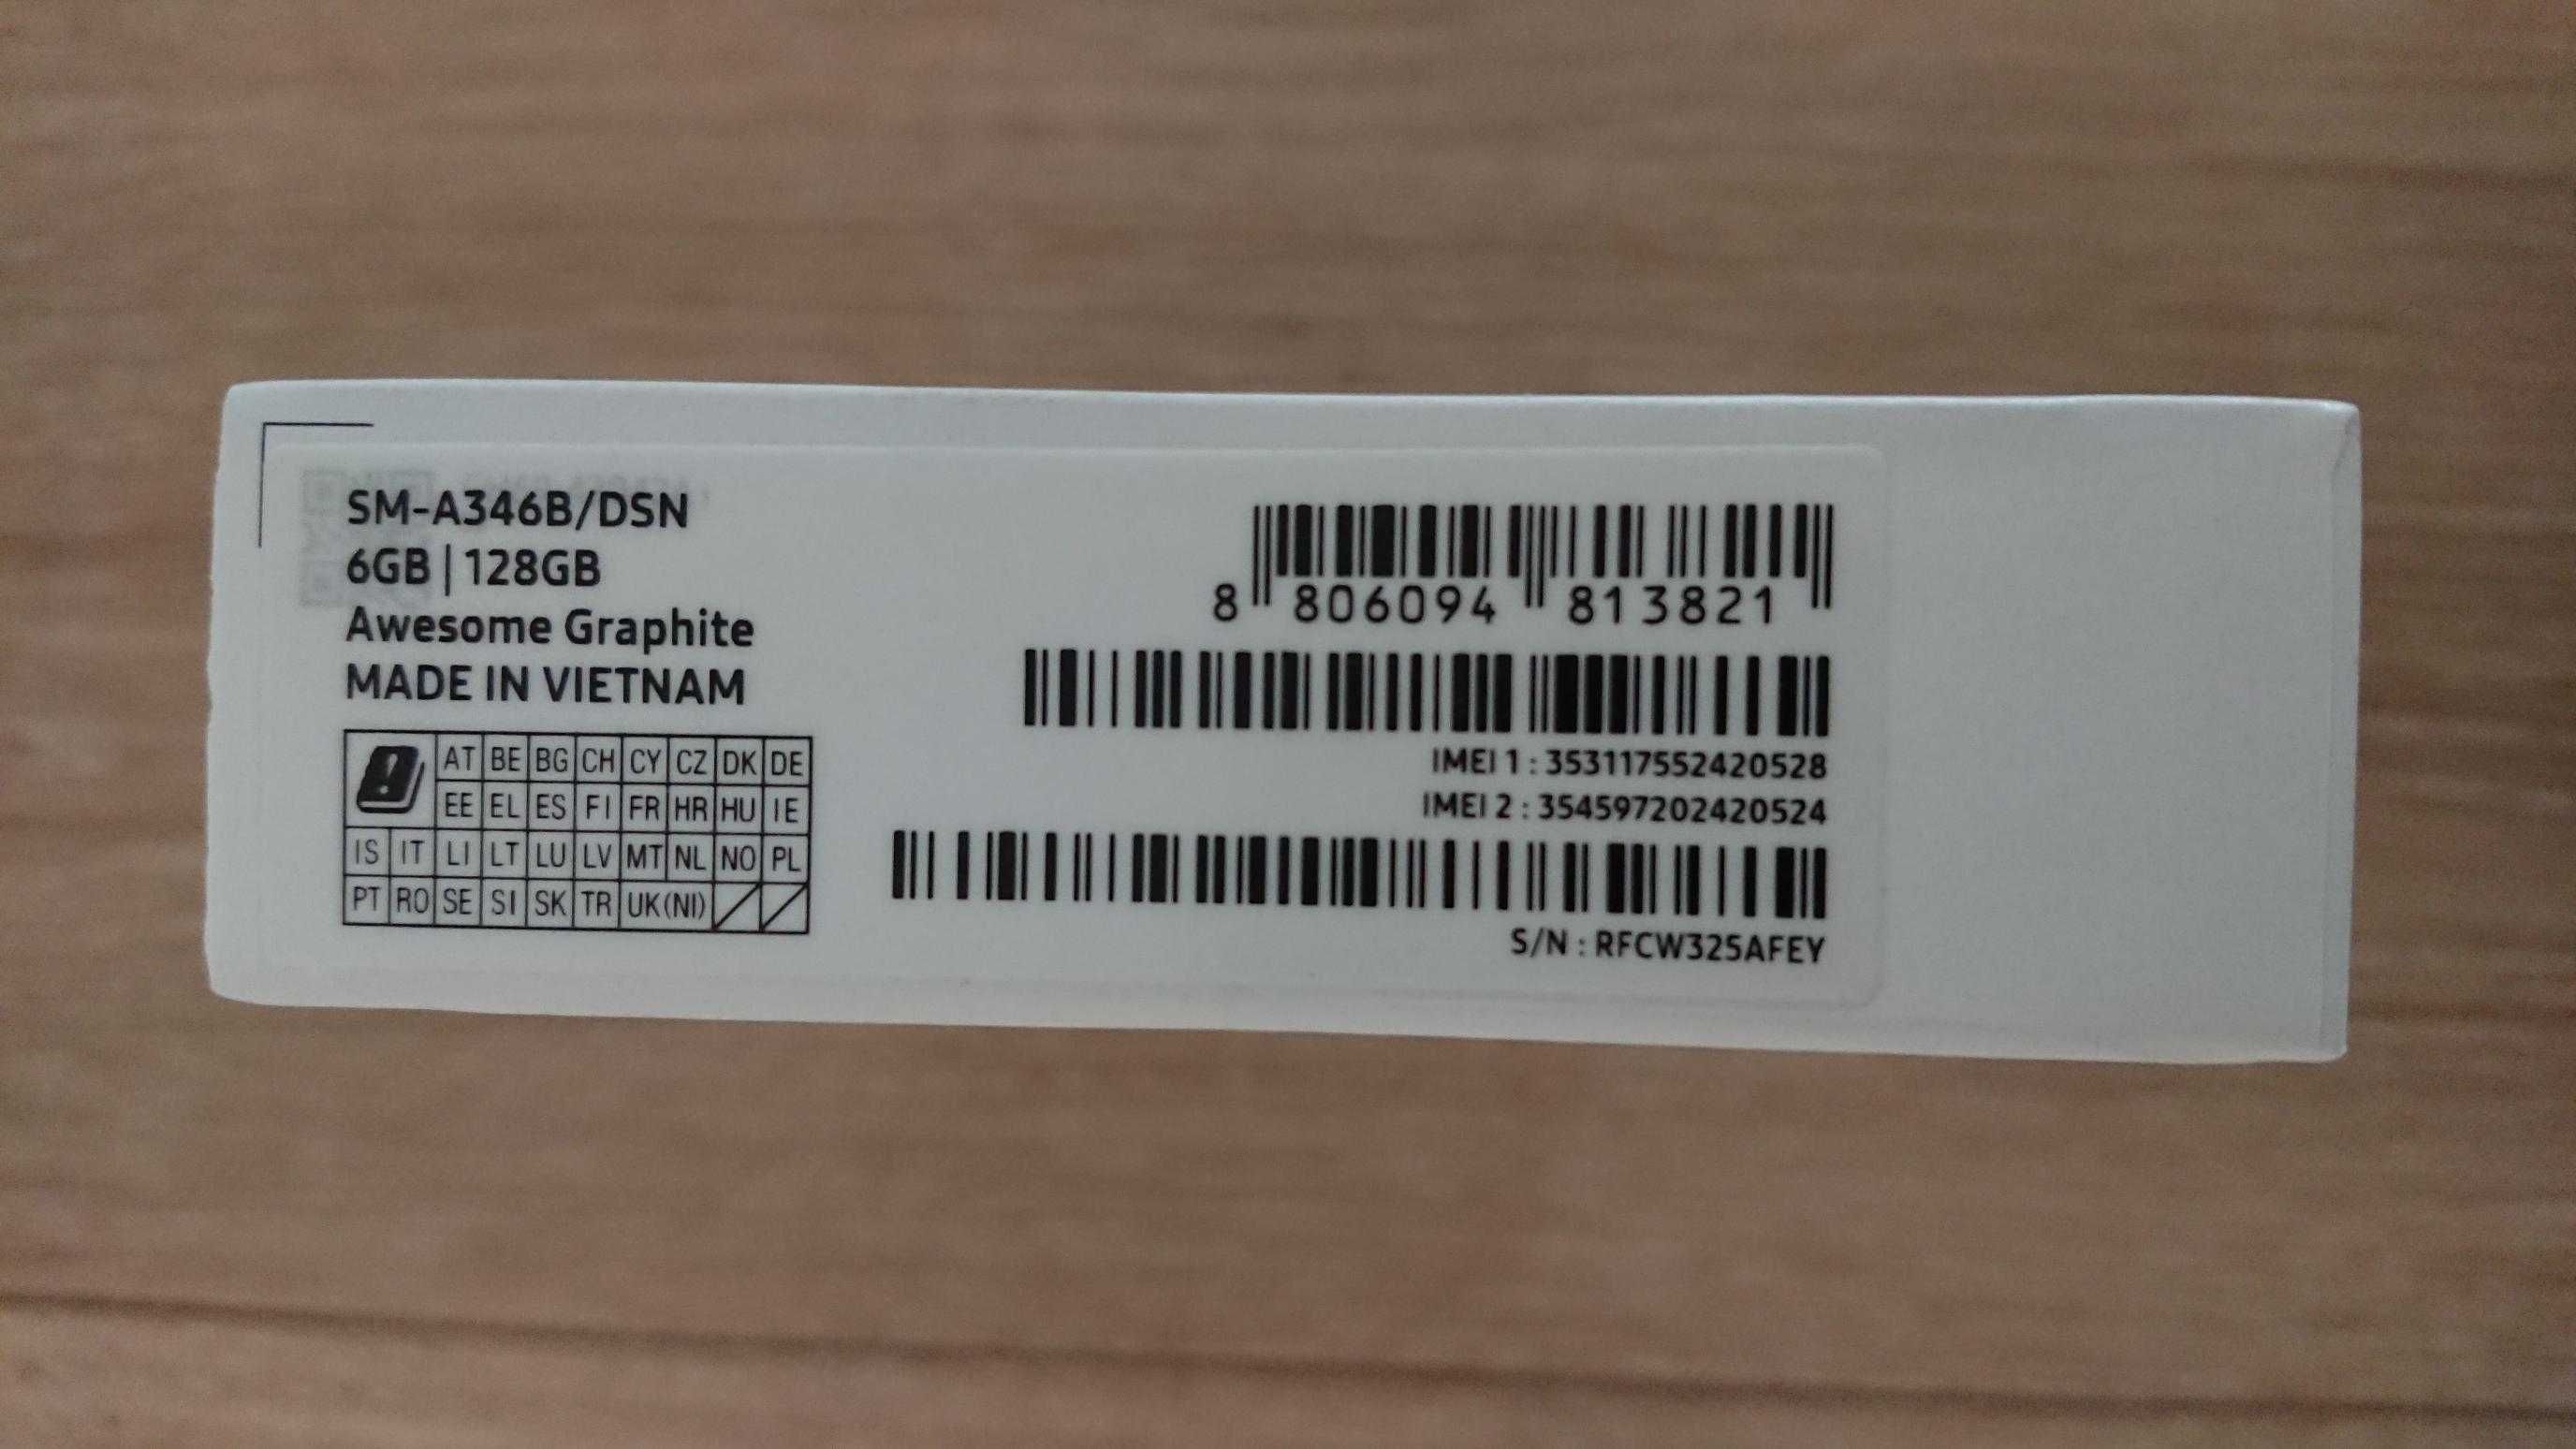 SM-A346B/DSN
6GB | 128GB
Awesome Graphite
MADE IN VIETNAM
AT BE BG CH CY CZ DK DE
EE EL ES FI FR HR HU IE
IS IT LI LT LU LV MT NL NO PL
PT RO SE SI SK TR UK(NI)
8 806094 813821
IMEI 1 : 353117552420528
IMEI 2 : 354597202420524
S/N : RFCW325AFEY